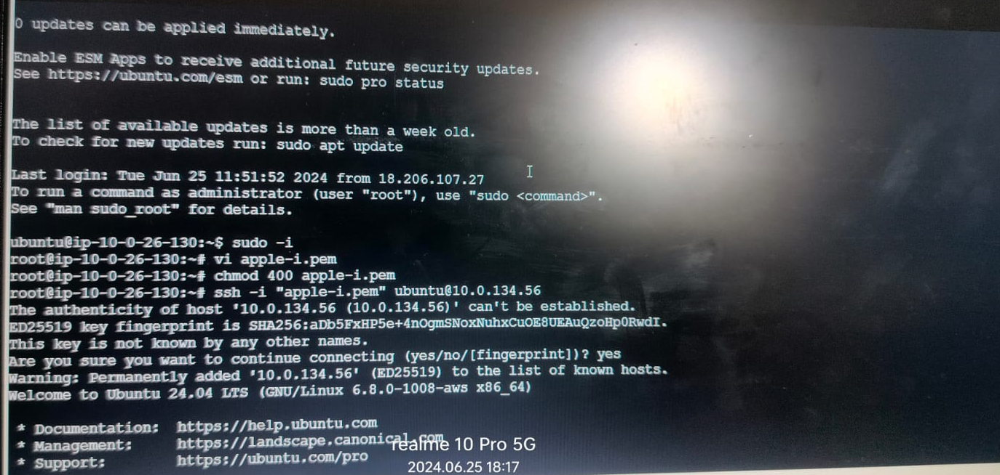 0 updates can be applied immediately.
Enable ESM Apps to receive additional future security updates.
See https://ubuntu.com/esm or run: sudo pro status
The list of available updates is more than a week old.
To check for new updates run: sudo apt update
Last login: Tue Jun 25 11:51:52 2024 from 18.206.107.27
To run a command as administrator (user "root"), use "sudo <command>".
See "man sudo_root" for details.
ubuntu@ip-10-0-26-130:~$ sudo -i
root@ip-10-0-26-130:~# vi apple-i.pem
root@ip-10-0-26-130:~# chmod 400 apple-i.pem
root@ip-10-0-26-130:~# ssh -i "apple-i.pem" ubuntu@10.0.134.56
The authenticity of host '10.0.134.56 (10.0.134.56)' can't be established.
ED25519 key fingerprint is SHA256:aDb5FxHP5e+4nOgmSNoxNuhxCuOE8UEAuQzoHp0RwdI.
This key is not known by any other names.
Are you sure you want to continue connecting (yes/no/[fingerprint])? yes
Warning: Permanently added '10.0.134.56' (ED25519) to the list of known hosts.
Welcome to Ubuntu 24.04 LTS (GNU/Linux 6.8.0-1008-aws x86_64)
* Documentation: https://help.ubuntu.com
* Management: https://landscape.canonical.com
* Support: https://ubuntu.com/pro
realme 10 Pro 5G
2024.06.25 18:17